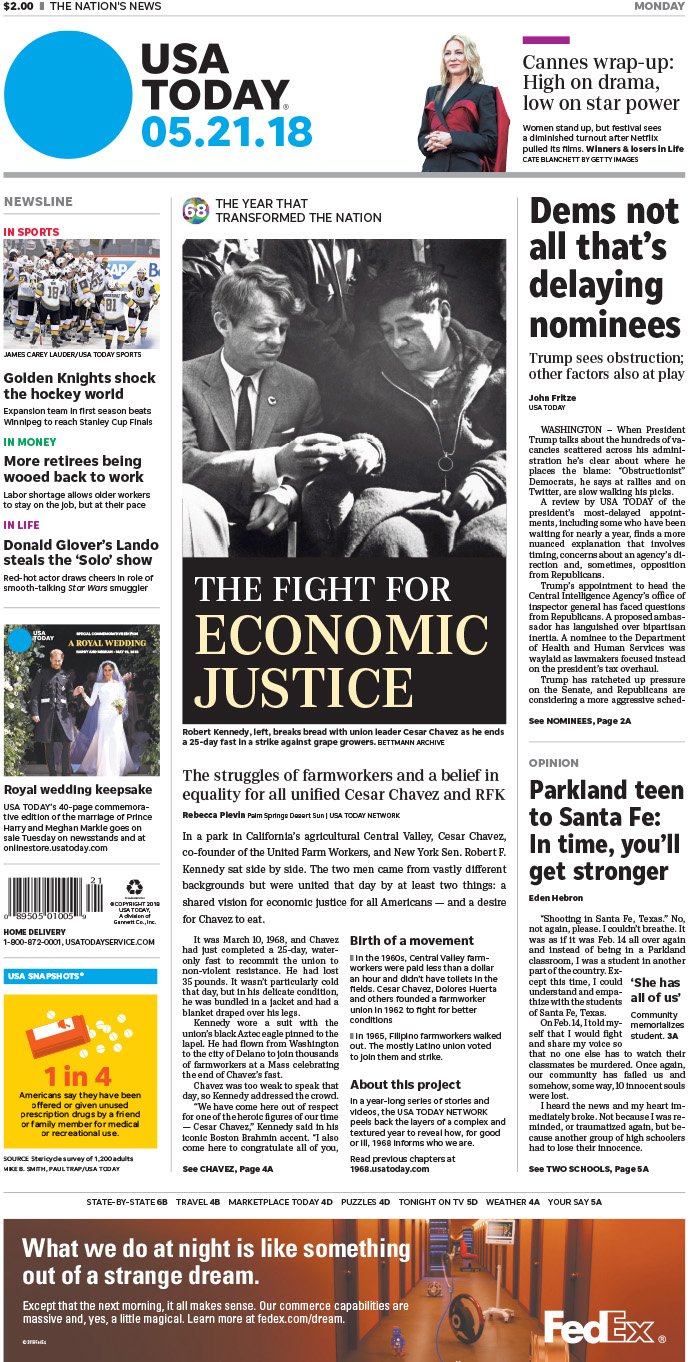 $2.00 THE NATION'S NEWS
MONDAY
USA
TODAY®
05.21.18
Cannes wrap-up:
High on drama,
low on star power
Women stand up, but festival sees
a diminished turnout after Netflix
pulled its films. Winners & losers in Life
CATE BLANCHETT BY GETTY IMAGES
NEWSLINE
IN SPORTS
JAMES CAREY LAUDER/USA TODAY SPORTS
Golden Knights shock
the hockey world
Expansion team in first season beats
Winnipeg to reach Stanley Cup Finals
IN MONEY
More retirees being
wooed back to work
Labor shortage allows older workers
to stay on the job, but at their pace
IN LIFE
Donald Glover's Lando
steals the 'Solo' show
Red-hot actor draws cheers in role of
smooth-talking Star Wars smuggler
USA
TODAY
SPECIAL COMMEMORATIVE EDITION
A ROYAL WEDDING
HARRY AND MEGHAN • MAY 19, 2018
Royal wedding keepsake
USA TODAY's 40-page commemora-
tive edition of the marriage of Prince
Harry and Meghan Markle goes on
sale Tuesday on newsstands and at
onlinestore.usatoday.com
21
0 89505 01005 9
©COPYRIGHT 2018
USA TODAY,
A division of
Gannett Co., Inc.
HOME DELIVERY
1-800-872-0001, USATODAYSERVICE.COM
USA SNAPSHOTS®
1 in 4
Americans say they have been
offered or given unused
prescription drugs by a friend
or family member for medical
or recreational use.
SOURCE Stericycle survey of 1,200 adults
MIKE B. SMITH, PAUL TRAP/USA TODAY
68
THE YEAR THAT
TRANSFORMED THE NATION
THE FIGHT FOR
ECONOMIC
JUSTICE
Robert Kennedy, left, breaks bread with union leader Cesar Chavez as he ends
a 25-day fast in a strike against grape growers. BETTMANN ARCHIVE
The struggles of farmworkers and a belief in
equality for all unified Cesar Chavez and RFK
Rebecca Plevin Palm Springs Desert Sun | USA TODAY NETWORK
In a park in California's agricultural Central Valley, Cesar Chavez,
co-founder of the United Farm Workers, and New York Sen. Robert F.
Kennedy sat side by side. The two men came from vastly different
backgrounds but were united that day by at least two things: a
shared vision for economic justice for all Americans — and a desire
for Chavez to eat.
It was March 10, 1968, and Chavez
had just completed a 25-day, water-
only fast to recommit the union to
non-violent resistance. He had lost
35 pounds. It wasn't particularly cold
that day, but in his delicate condition,
he was bundled in a jacket and had a
blanket draped over his legs.
Kennedy wore a suit with the
union's black Aztec eagle pinned to the
lapel. He had flown from Washington
to the city of Delano to join thousands
of farmworkers at a Mass celebrating
the end of Chavez's fast.
Chavez was too weak to speak that
day, so Kennedy addressed the crowd.
"We have come here out of respect
for one of the heroic figures of our time
— Cesar Chavez," Kennedy said in his
iconic Boston Brahmin accent. "I also
come here to congratulate all of you,
See CHAVEZ, Page 4A
Birth of a movement
In the 1960s, Central Valley farm-
workers were paid less than a dollar
an hour and didn't have toilets in the
fields. Cesar Chavez, Dolores Huerta
and others founded a farmworker
union in 1962 to fight for better
conditions
In 1965, Filipino farmworkers walked
out. The mostly Latino union voted
to join them and strike.
About this project
In a year-long series of stories and
videos, the USA TODAY NETWORK
peels back the layers of a complex and
textured year to reveal how, for good
or ill, 1968 informs who we are.
Read previous chapters at
1968.usatoday.com
Dems not
all that's
delaying
nominees
Trump sees obstruction;
other factors also at play
John Fritze
USA TODAY
WASHINGTON – When President
Trump talks about the hundreds of va-
cancies scattered across his admini-
stration he's clear about where he
places the blame: "Obstructionist"
Democrats, he says at rallies and on
Twitter, are slow walking his picks.
A review by USA TODAY of the
president's most-delayed appoint-
ments, including some who have been
waiting for nearly a year, finds a more
nuanced explanation that involves
timing, concerns about an agency's di-
rection and, sometimes, opposition
from Republicans.
Trump's appointment to head the
Central Intelligence Agency's office of
inspector general has faced questions
from Republicans. A proposed ambas-
sador has languished over bipartisan
inertia. A nominee to the Department
of Health and Human Services was
waylaid as lawmakers focused instead
on the president's tax overhaul.
Trump has ratcheted up pressure
on the Senate, and Republicans are
considering a more aggressive sched-
See NOMINEES, Page 2A
OPINION
Parkland teen
to Santa Fe:
In time, you'll
get stronger
Eden Hebron
"Shooting in Santa Fe, Texas." No,
not again, please. I couldn't breathe. It
was as if it was Feb. 14 all over again
and instead of being in a Parkland
classroom, I was a student in another
part of the country. Ex-
cept this time, I could
understand and empa-
thize with the students
of Santa Fe, Texas.
On Feb. 14, I told my-
self that I would fight
and share my voice so
that no one else has to watch their
classmates be murdered. Once again,
our community has failed us and
somehow, some way, 10 innocent souls
were lost.
I heard the news and my heart im-
mediately broke. Not because I was re-
minded, or traumatized again, but be-
cause another group of high schoolers
had to lose their innocence.
'She has
all of us'
Community
memorializes
student. 3A
See TWO SCHOOLS, Page 5A
STATE-BY-STATE 6B TRAVEL 4B MARKETPLACE TODAY 4D PUZZLES 4D TONIGHT ON TV 5D WEATHER 4A YOUR SAY 5A
What we do at night is like something
out of a strange dream.
Except that the next morning, it all makes sense. Our commerce capabilities are
massive and, yes, a little magical. Learn more at fedex.com/dream.
FedEx®
© 2018 FedEx